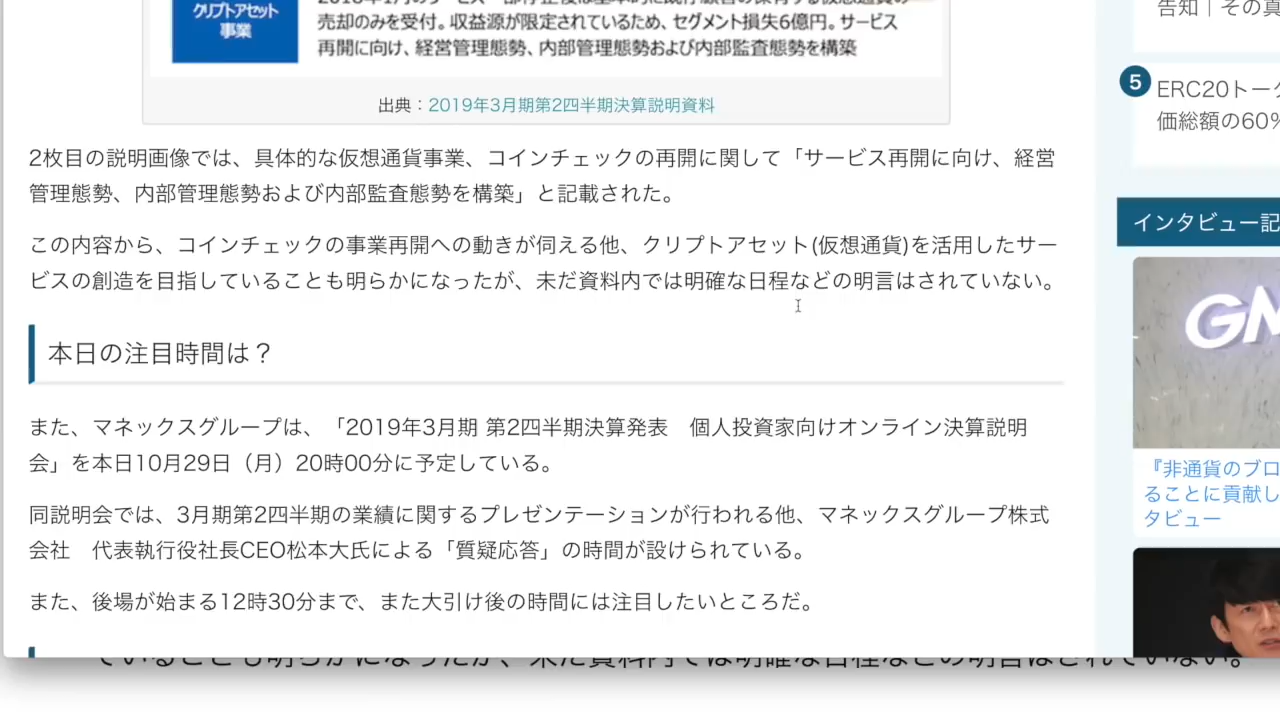 クリプトアセット
事業
売却のみを受付。収益源が限定されているため、セグメント損失6億円。サービス
再開に向け、経営管理態勢、内部管理態勢および内部監査態勢を構築
出典：2019年3月期第2四半期決算説明資料
2枚目の説明画像では、具体的な仮想通貨事業、コインチェックの再開に関して「サービス再開に向け、経営
管理態勢、内部管理態勢および内部監査態勢を構築」と記載された。
この内容から、コインチェックの事業再開への動きが伺える他、クリプトアセット(仮想通貨)を活用したサー
ビスの創造を目指していることも明らかになったが、未だ資料内では明確な日程などの明言はされていない。
本日の注目時間は？
また、マネックスグループは、「2019年3月期 第2四半期決算発表　個人投資家向けオンライン決算説明
会」を本日10月29日（月）20時00分に予定している。
同説明会では、3月期第2四半期の業績に関するプレゼンテーションが行われる他、マネックスグループ株式
会社　代表執行役社長CEO松本大氏による「質疑応答」の時間が設けられている。
また、後場が始まる12時30分まで、また大引け後の時間には注目したいところだ。
告知｜その真
5
ERC20トーク
価総額の60%
インタビュー記
GM
『非通貨のブロ
ることに貢献し
タビュー